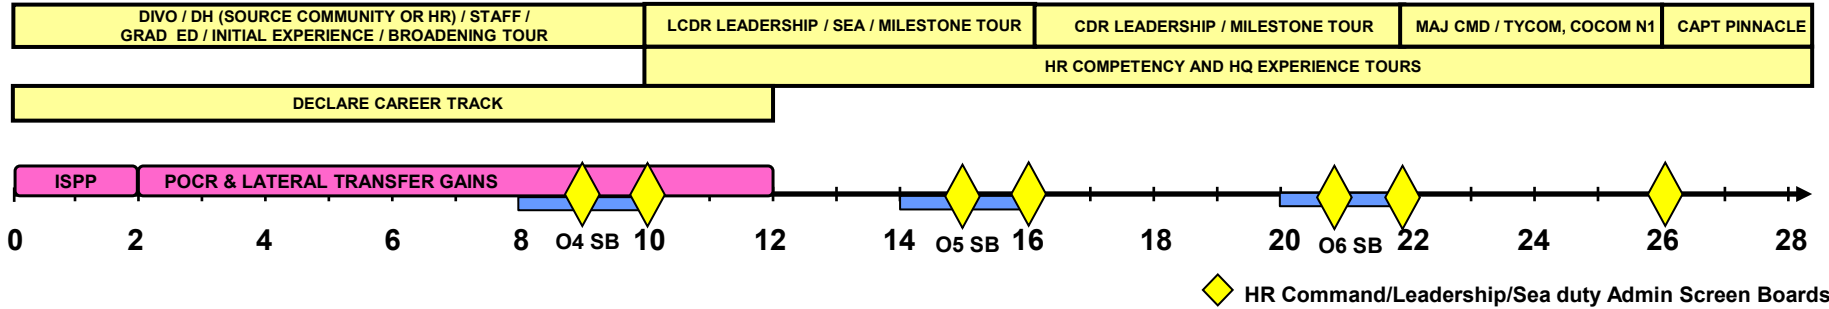 DIVO / DH (SOURCE COMMUNITY OR HR) / STAFF /
GRAD  ED / INITIAL EXPERIENCE / BROADENING TOUR
LCDR LEADERSHIP / SEA / MILESTONE TOUR
CDR LEADERSHIP / MILESTONE TOUR
MAJ CMD / TYCOM, COCOM N1
CAPT PINNACLE
HR COMPETENCY AND HQ EXPERIENCE TOURS
DECLARE CAREER TRACK
ISPP
POCR & LATERAL TRANSFER GAINS
0 2 4 6 8 O4 SB 10 12 14 O5 SB 16 18 20 O6 SB 22 24 26 28
HR Command/Leadership/Sea duty Admin Screen Boards